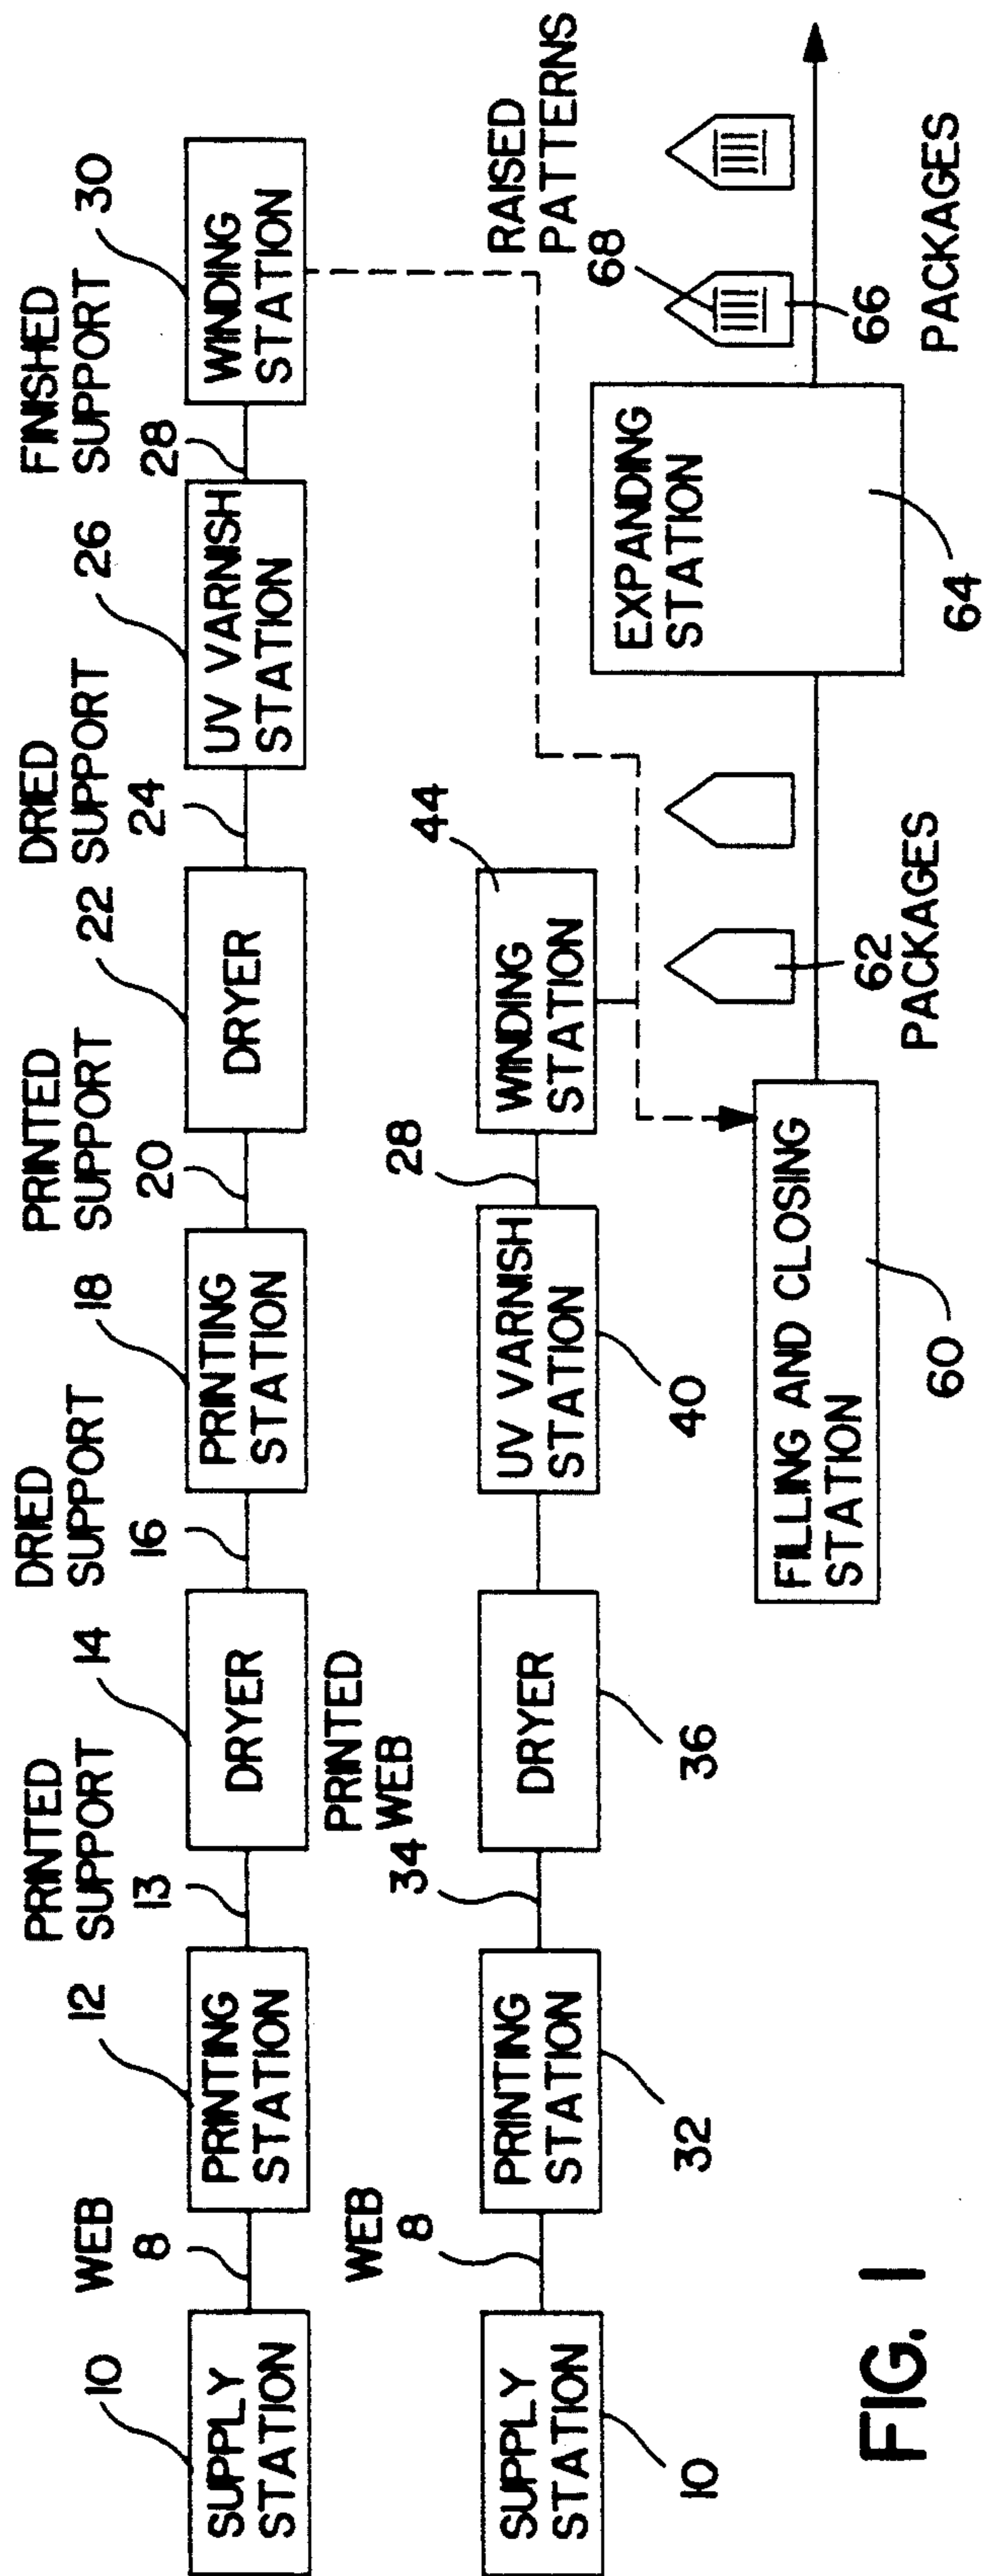 FINISHED
SUPPORT
DRIED
SUPPORT
PRINTED
SUPPORT
DRIED
SUPPORT
PRINTED
SUPPORT
WEB
10
8
12
13
14
16
18
20
22
24
26
28
30
SUPPLY
STATION
PRINTING
STATION
DRYER
PRINTING
STATION
DRYER
UV VARNISH
STATION
WINDING
STATION
WEB
8
PRINTED
WEB
34
28
44
SUPPLY
STATION
PRINTING
STATION
DRYER
UV VARNISH
STATION
WINDING
STATION
10
32
36
40
RAISED
PATTERNS
68
FILLING AND CLOSING
STATION
60
62
PACKAGES
EXPANDING
STATION
64
66
PACKAGES
FIG. 1